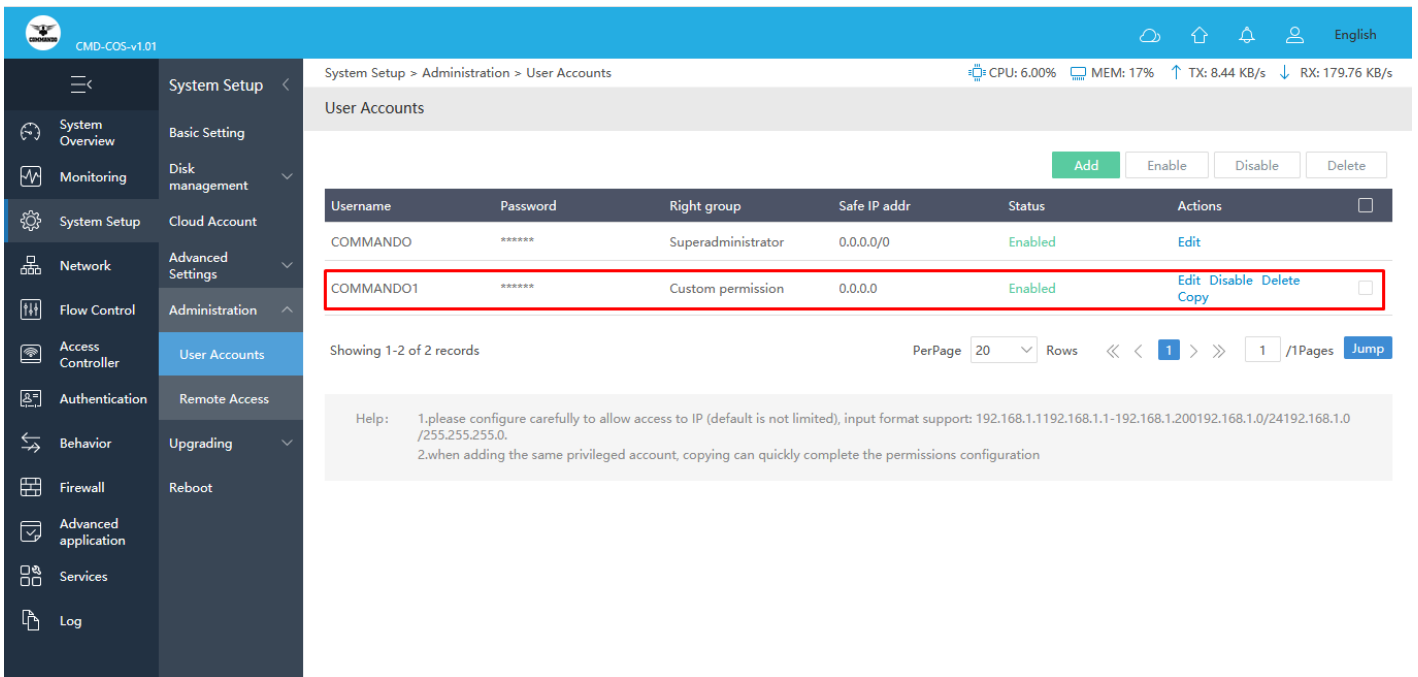 COMMANDO
CMD-COS-v1.01
English
System Setup
System Setup > Administration > User Accounts
CPU: 6.00% MEM: 17% TX: 8.44 KB/s RX: 179.76 KB/s
User Accounts
System
Overview
Monitoring
System Setup
Network
Flow Control
Access
Controller
Authentication
Behavior
Firewall
Advanced
application
Services
Log
Basic Setting
Disk
management
Cloud Account
Advanced
Settings
Administration
User Accounts
Remote Access
Upgrading
Reboot
Add Enable Disable Delete
Username Password Right group Safe IP addr Status Actions
COMMANDO ****** Superadministrator 0.0.0.0/0 Enabled Edit
COMMANDO1 ****** Custom permission 0.0.0.0 Enabled Edit Disable Delete
Copy
Showing 1-2 of 2 records
PerPage 20 Rows 1 1 /1Pages Jump
Help: 1.please configure carefully to allow access to IP (default is not limited), input format support: 192.168.1.1192.168.1.1-192.168.1.200192.168.1.0/24192.168.1.0
/255.255.255.0.
2.when adding the same privileged account, copying can quickly complete the permissions configuration